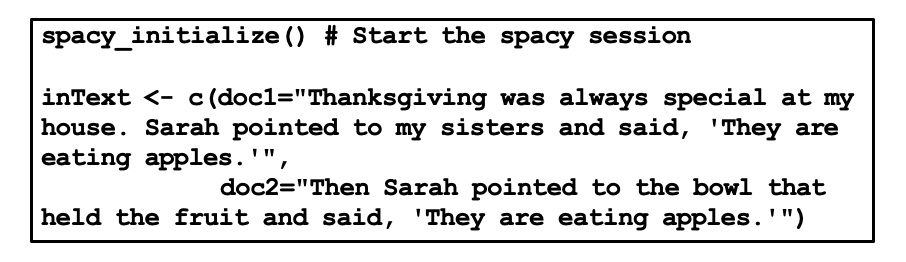 spacy_initialize() # Start the spacy session
inText <- c(doc1="Thanksgiving was always special at my
house. Sarah pointed to my sisters and said, 'They are
eating apples.'",
doc2="Then Sarah pointed to the bowl that
held the fruit and said, 'They are eating apples.'")